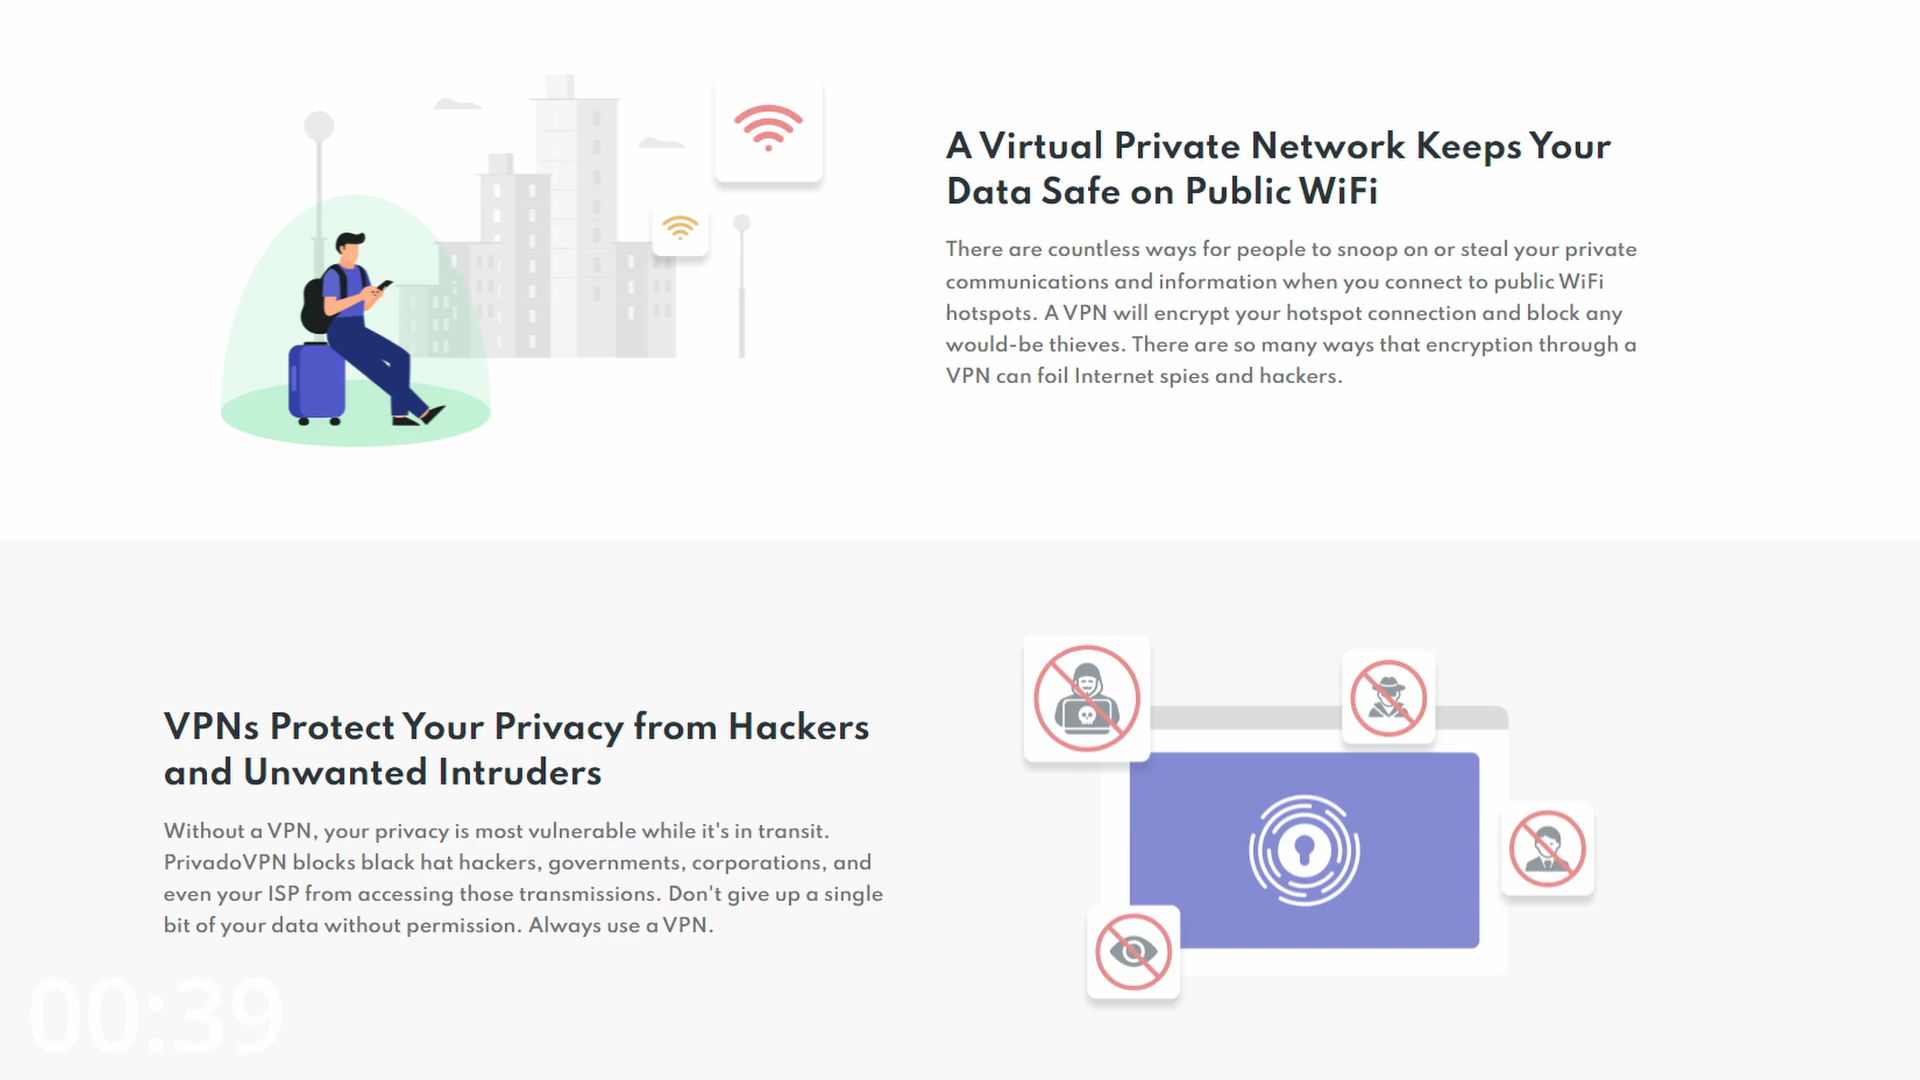 A Virtual Private Network Keeps Your
Data Safe on Public WiFi
There are countless ways for people to snoop on or steal your private
communications and information when you connect to public WiFi
hotspots. A VPN will encrypt your hotspot connection and block any
would-be thieves. There are so many ways that encryption through a
VPN can foil Internet spies and hackers.
VPNs Protect Your Privacy from Hackers
and Unwanted Intruders
Without a VPN, your privacy is most vulnerable while it's in transit.
PrivadoVPN blocks black hat hackers, governments, corporations, and
even your ISP from accessing those transmissions. Don't give up a single
bit of your data without permission. Always use a VPN.
00:39